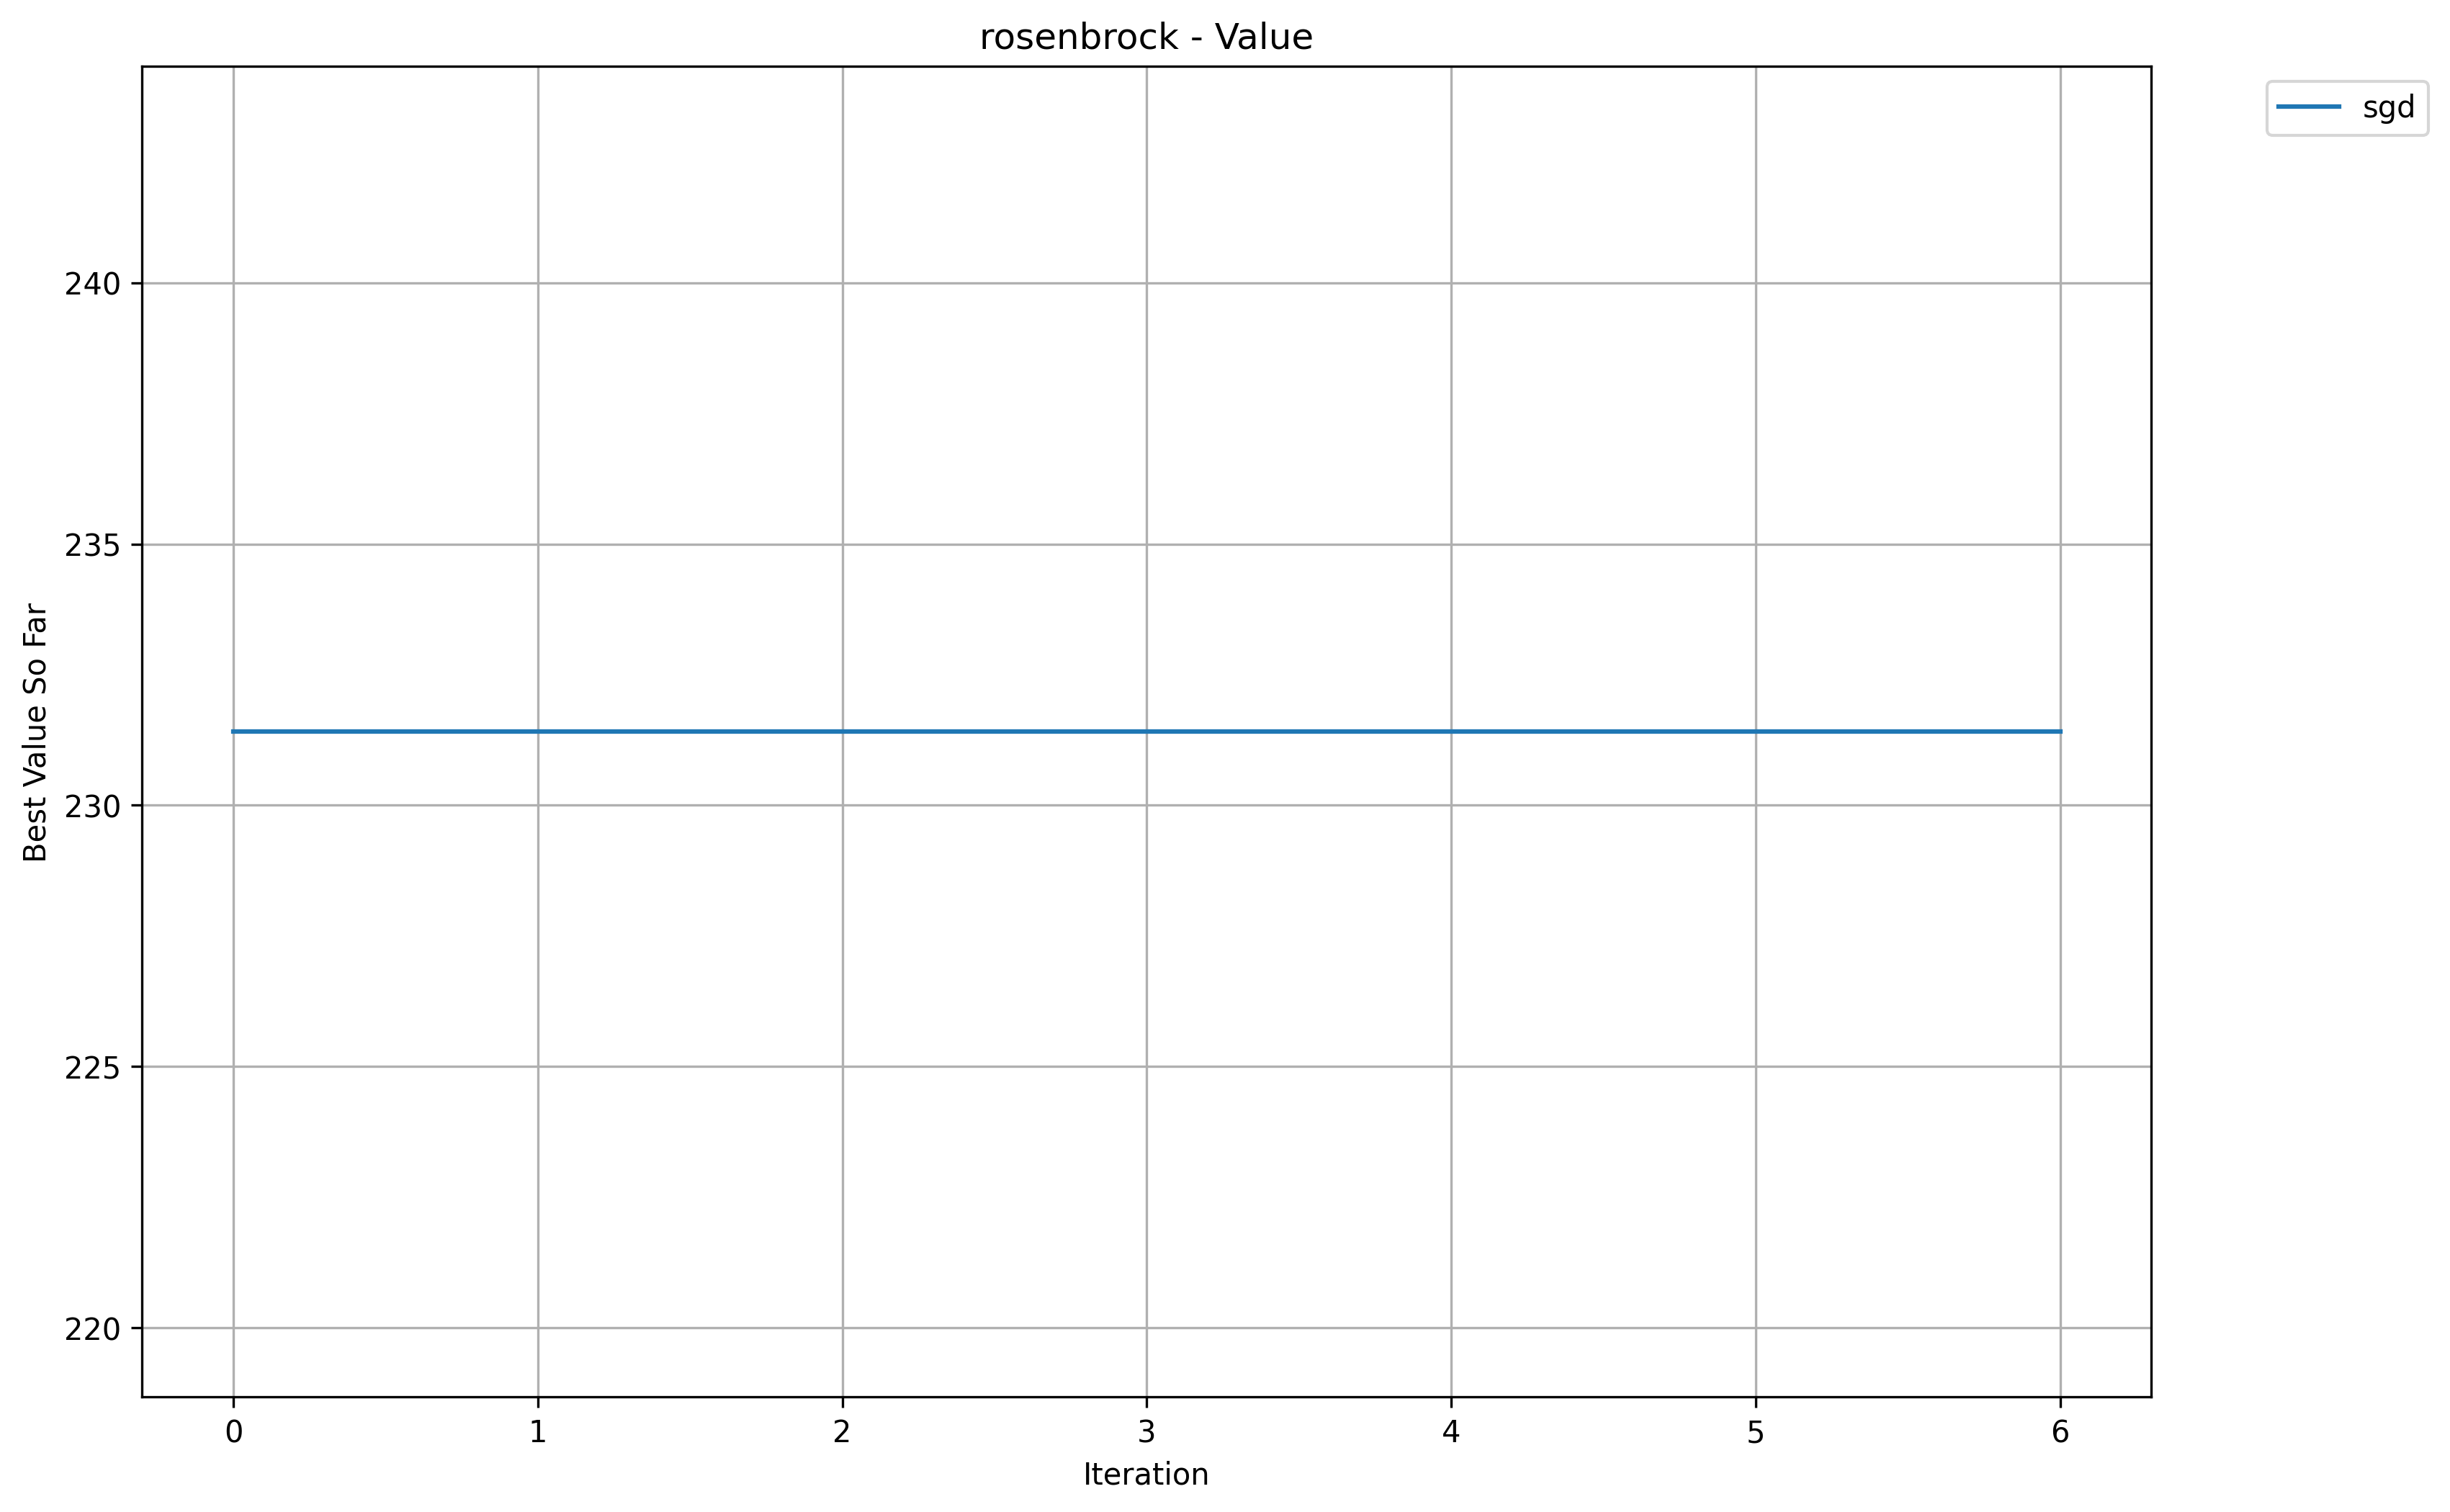 rosenbrock - Value
sgd
Best Value So Far
240
235
230
225
220
0 1 2 3 4 5 6
Iteration